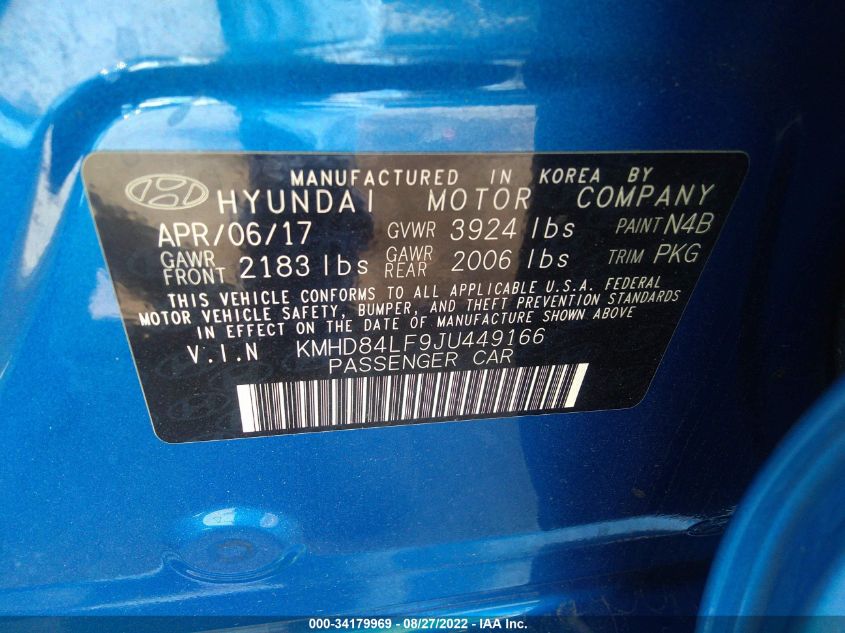 MANUFACTURED IN KOREA BY
HYUNDAI MOTOR COMPANY
APR/06/17 GVWR 3924 lbs PAINT N4B
GAWR FRONT 2183 lbs GAWR REAR 2006 lbs TRIM PKG
THIS VEHICLE CONFORMS TO ALL APPLICABLE U.S.A. FEDERAL
MOTOR VEHICLE SAFETY, BUMPER, AND THEFT PREVENTION STANDARDS
IN EFFECT ON THE DATE OF MANUFACTURE SHOWN ABOVE
V.I.N KMHD84LF9JU449166
PASSENGER CAR
000-34179969 - 08/27/2022 - IAA Inc.